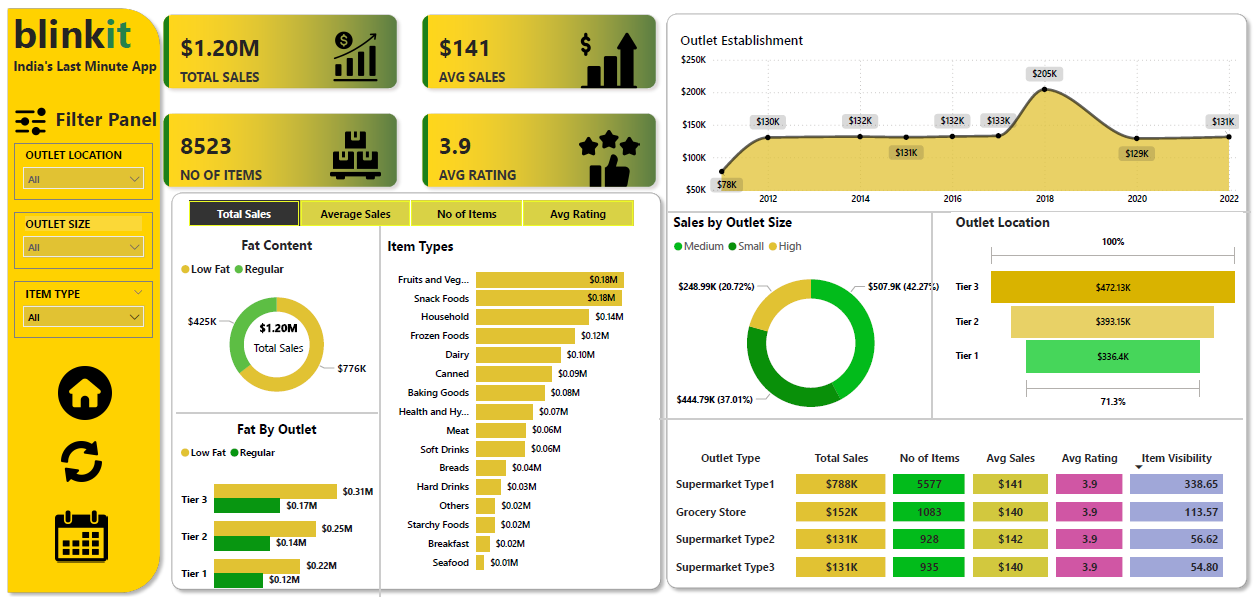 blinkit
India's Last Minute App
Filter Panel
OUTLET LOCATION
All
OUTLET SIZE
All
ITEM TYPE
All
$1.20M
TOTAL SALES
$
$141
AVG SALES
$
8523
NO OF ITEMS
3.9
AVG RATING
Total Sales
Average Sales
No of Items
Avg Rating
Fat Content
Low Fat
Regular
$425K
$1.20M
Total Sales
$776K
Fat By Outlet
Low Fat
Regular
Tier 3
$0.31M
$0.17M
Tier 2
$0.25M
$0.14M
Tier 1
$0.22M
$0.12M
Item Types
Fruits and Veg... $0.18M
Snack Foods $0.18M
Household $0.14M
Frozen Foods $0.12M
Dairy $0.10M
Canned $0.09M
Baking Goods $0.08M
Health and Hy... $0.07M
Meat $0.06M
Soft Drinks $0.06M
Breads $0.04M
Hard Drinks $0.03M
Others $0.02M
Starchy Foods $0.02M
Breakfast $0.02M
Seafood $0.01M
Outlet Establishment
$250K
$200K
$150K
$100K
$50K
$78K
$130K
$132K
$131K
$132K
$133K
$205K
$129K
$131K
2012 2014 2016 2018 2020 2022
Sales by Outlet Size
Medium Small High
$248.99K (20.72%)
$507.9K (42.27%)
$444.79K (37.01%)
Outlet Location
100%
Tier 3 $472.13K
Tier 2 $393.15K
Tier 1 $336.4K
71.3%
Outlet Type Total Sales No of Items Avg Sales Avg Rating Item Visibility
Supermarket Type1 $788K 5577 $141 3.9 338.65
Grocery Store $152K 1083 $140 3.9 113.57
Supermarket Type2 $131K 928 $142 3.9 56.62
Supermarket Type3 $131K 935 $140 3.9 54.80